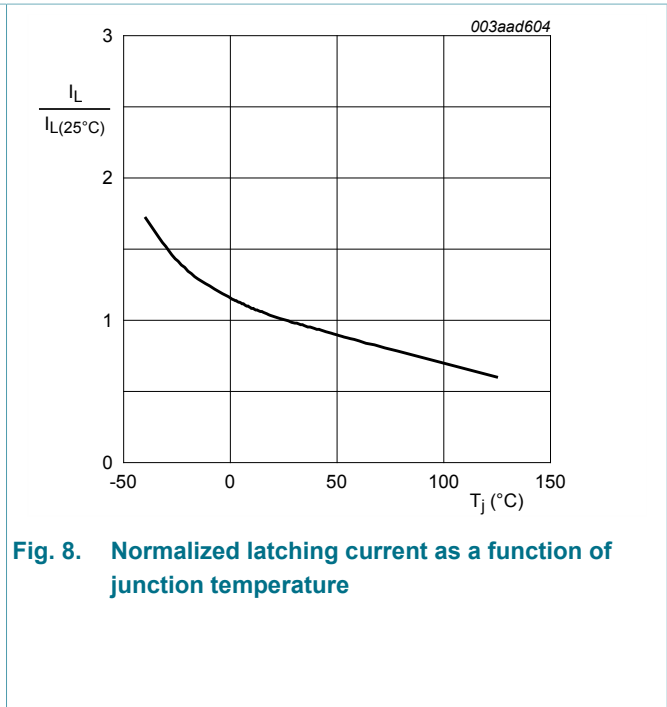 003aad604
3
I_L
I_L(25°C)
2
1
0
-50 0 50 100 150
T_j (°C)
Fig. 8. Normalized latching current as a function of
junction temperature